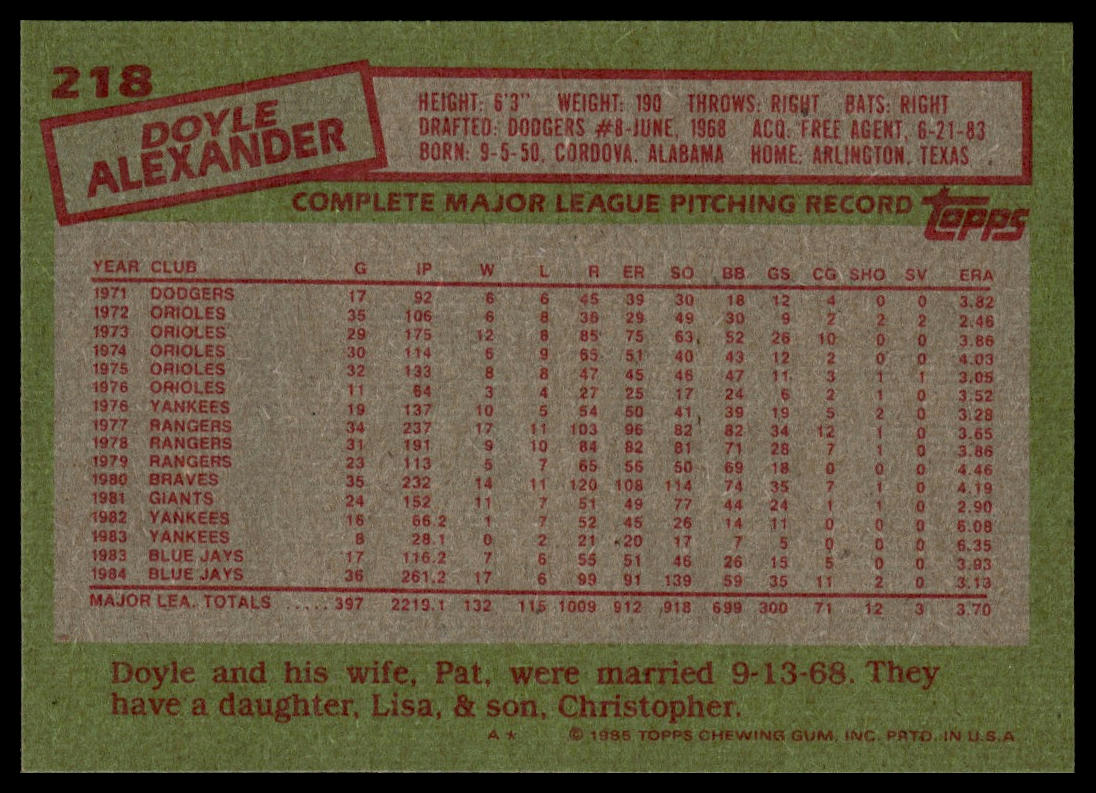 218
DOYLE
ALEXANDER
HEIGHT: 6'3" WEIGHT: 190 THROWS: RIGHT BATS: RIGHT
DRAFTED: DODGERS #8-JUNE, 1968 ACQ: FREE AGENT, 6-21-83
BORN: 9-5-50, CORDOVA, ALABAMA HOME: ARLINGTON, TEXAS
COMPLETE MAJOR LEAGUE PITCHING RECORD topps
YEAR CLUB G IP W L R ER SO BB GS CG SHO SV ERA
1971 DODGERS 17 92 6 6 45 39 30 18 12 4 0 0 3.82
1972 ORIOLES 35 106 6 8 36 29 49 30 9 2 2 2 2.46
1973 ORIOLES 29 175 12 8 85 75 63 52 26 10 0 0 3.86
1974 ORIOLES 30 114 6 9 65 51 40 43 12 2 0 0 4.03
1975 ORIOLES 32 133 8 8 47 45 46 47 11 3 1 1 3.05
1976 ORIOLES 11 64 3 4 27 25 17 24 6 2 1 0 3.52
1976 YANKEES 19 137 10 5 54 50 41 39 19 5 2 0 3.28
1977 RANGERS 34 237 17 11 103 96 82 82 34 12 1 0 3.65
1978 RANGERS 31 191 9 10 84 82 81 71 28 7 1 0 3.86
1979 RANGERS 23 113 5 7 65 56 50 69 18 0 0 0 4.46
1980 BRAVES 35 232 14 11 120 108 114 74 35 7 1 0 4.19
1981 GIANTS 24 152 11 7 51 49 77 44 24 1 1 0 2.90
1982 YANKEES 16 66.2 1 7 52 45 26 14 11 0 0 0 6.08
1983 YANKEES 8 28.1 0 2 21 20 17 7 5 0 0 0 6.35
1983 BLUE JAYS 17 116.2 7 6 55 51 46 26 15 5 0 0 3.93
1984 BLUE JAYS 36 261.2 17 6 99 91 139 59 35 11 2 0 3.13
MAJOR LEA. TOTALS ..... 397 2219.1 132 115 1009 912 918 699 300 71 12 3 3.70
Doyle and his wife, Pat, were married 9-13-68. They
have a daughter, Lisa, & son, Christopher.
A★ © 1985 TOPPS CHEWING GUM, INC. PRTD. IN U.S.A